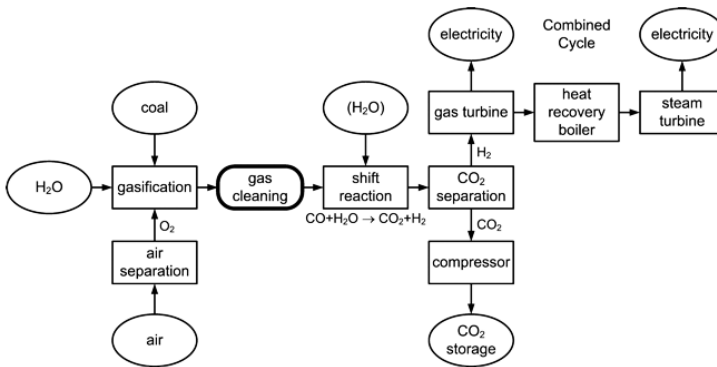 electricity
Combined
Cycle
electricity
coal
(H₂O)
gas turbine
heat
recovery
boiler
steam
turbine
H₂
H₂O
gasification
gas
cleaning
shift
reaction
CO₂
separation
CO+H₂O → CO₂+H₂
O₂
CO₂
air
separation
compressor
air
CO₂
storage